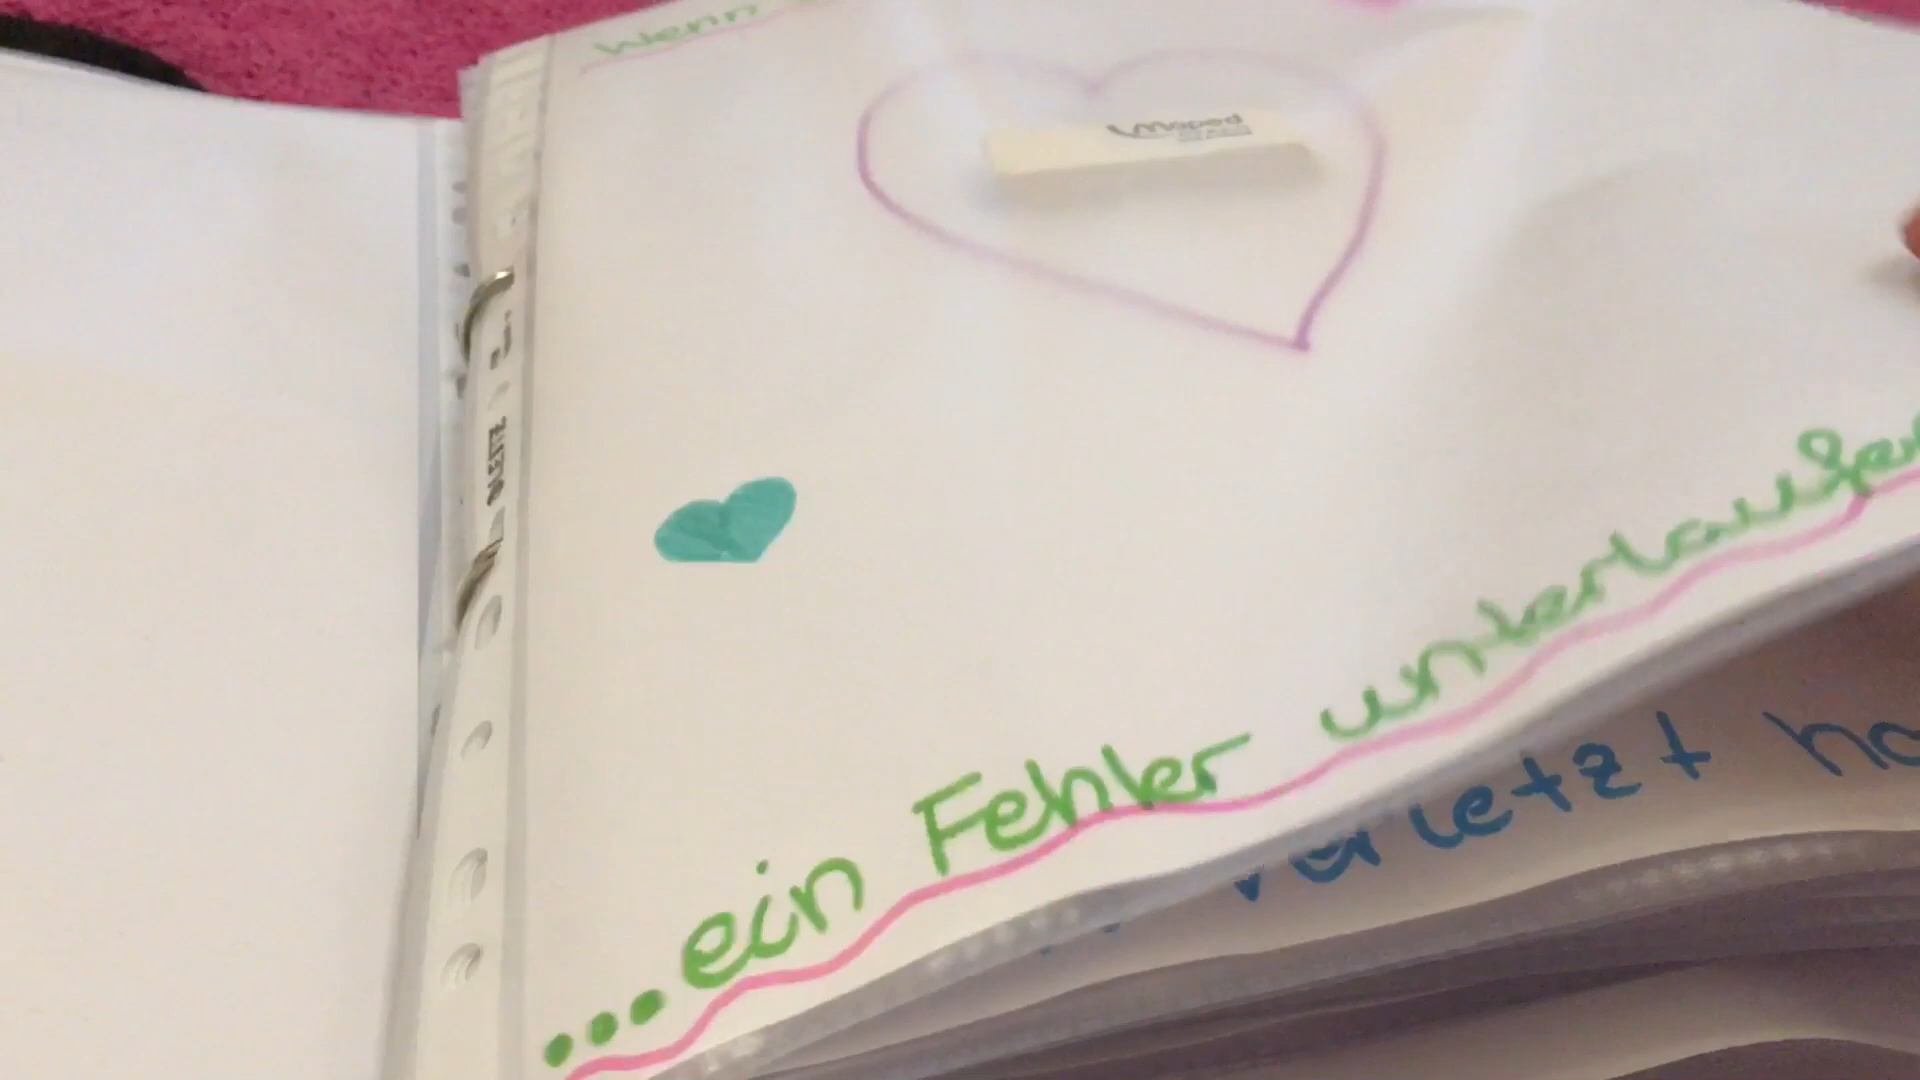 Wenn
Maped
...ein Fehler unterlaufen
verletzt ha